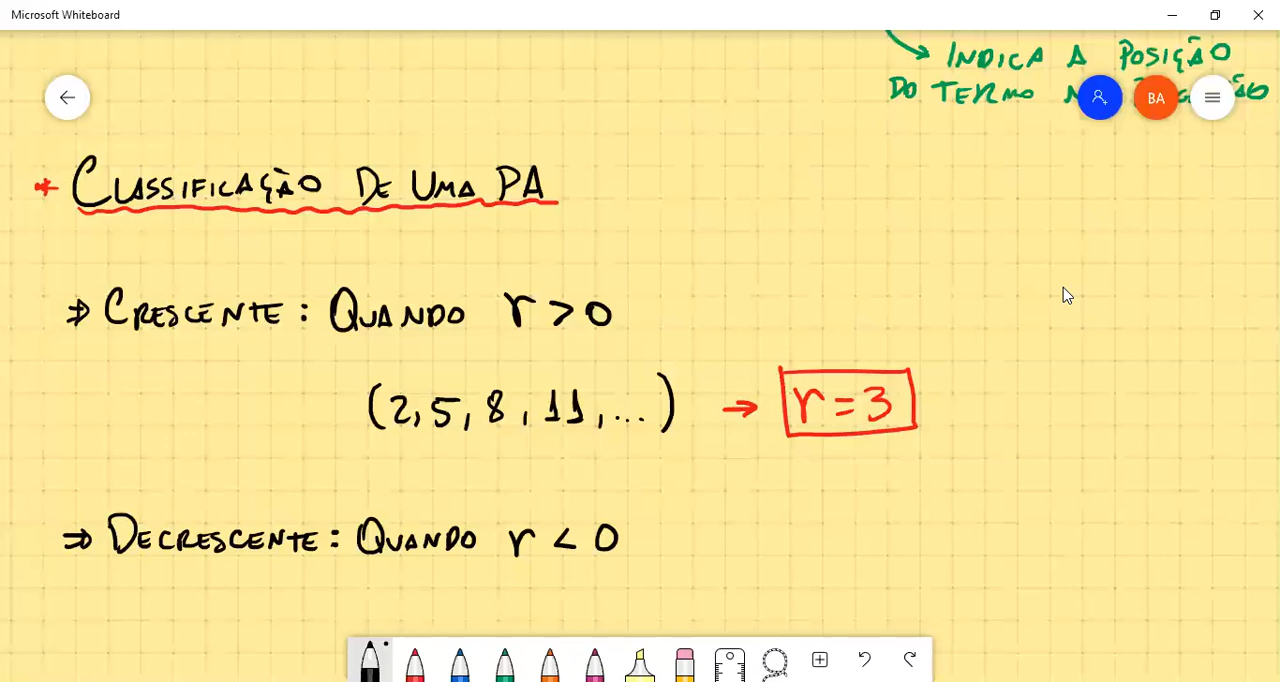 Microsoft Whiteboard
INDICA A POSIÇÃO
DO TERMO
BA
* CLASSIFICAÇÃO DE UMA PA
⇒ CRESCENTE: QUANDO r > 0
(2, 5, 8, 11, ...) → r = 3
⇒ DECRESCENTE: QUANDO r < 0